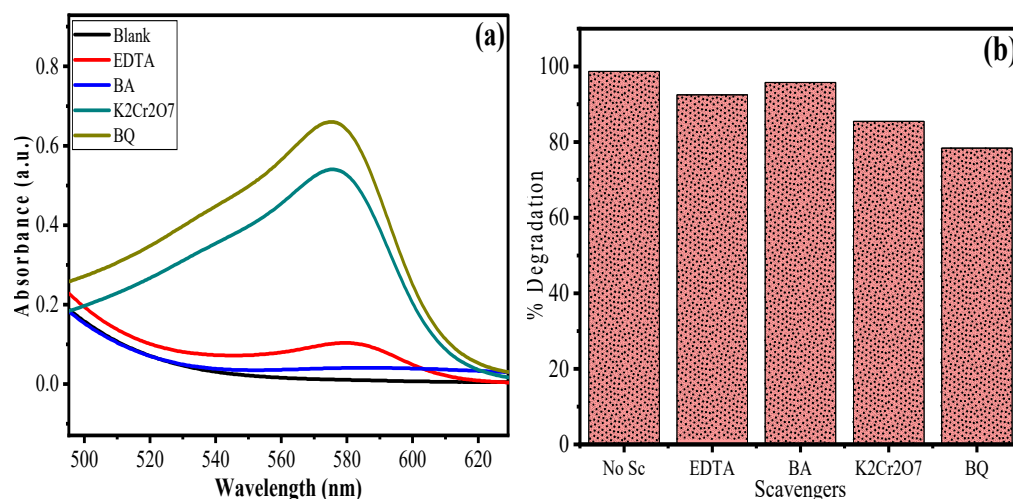 (a)
Blank
EDTA
BA
K2Cr2O7
BQ
0.8
0.6
0.4
0.2
0.0
Absorbance (a.u.)
500 520 540 560 580 600 620
Wavelength (nm)
(b)
100
80
60
40
20
0
% Degradation
No Sc EDTA BA K2Cr2O7 BQ
Scavengers